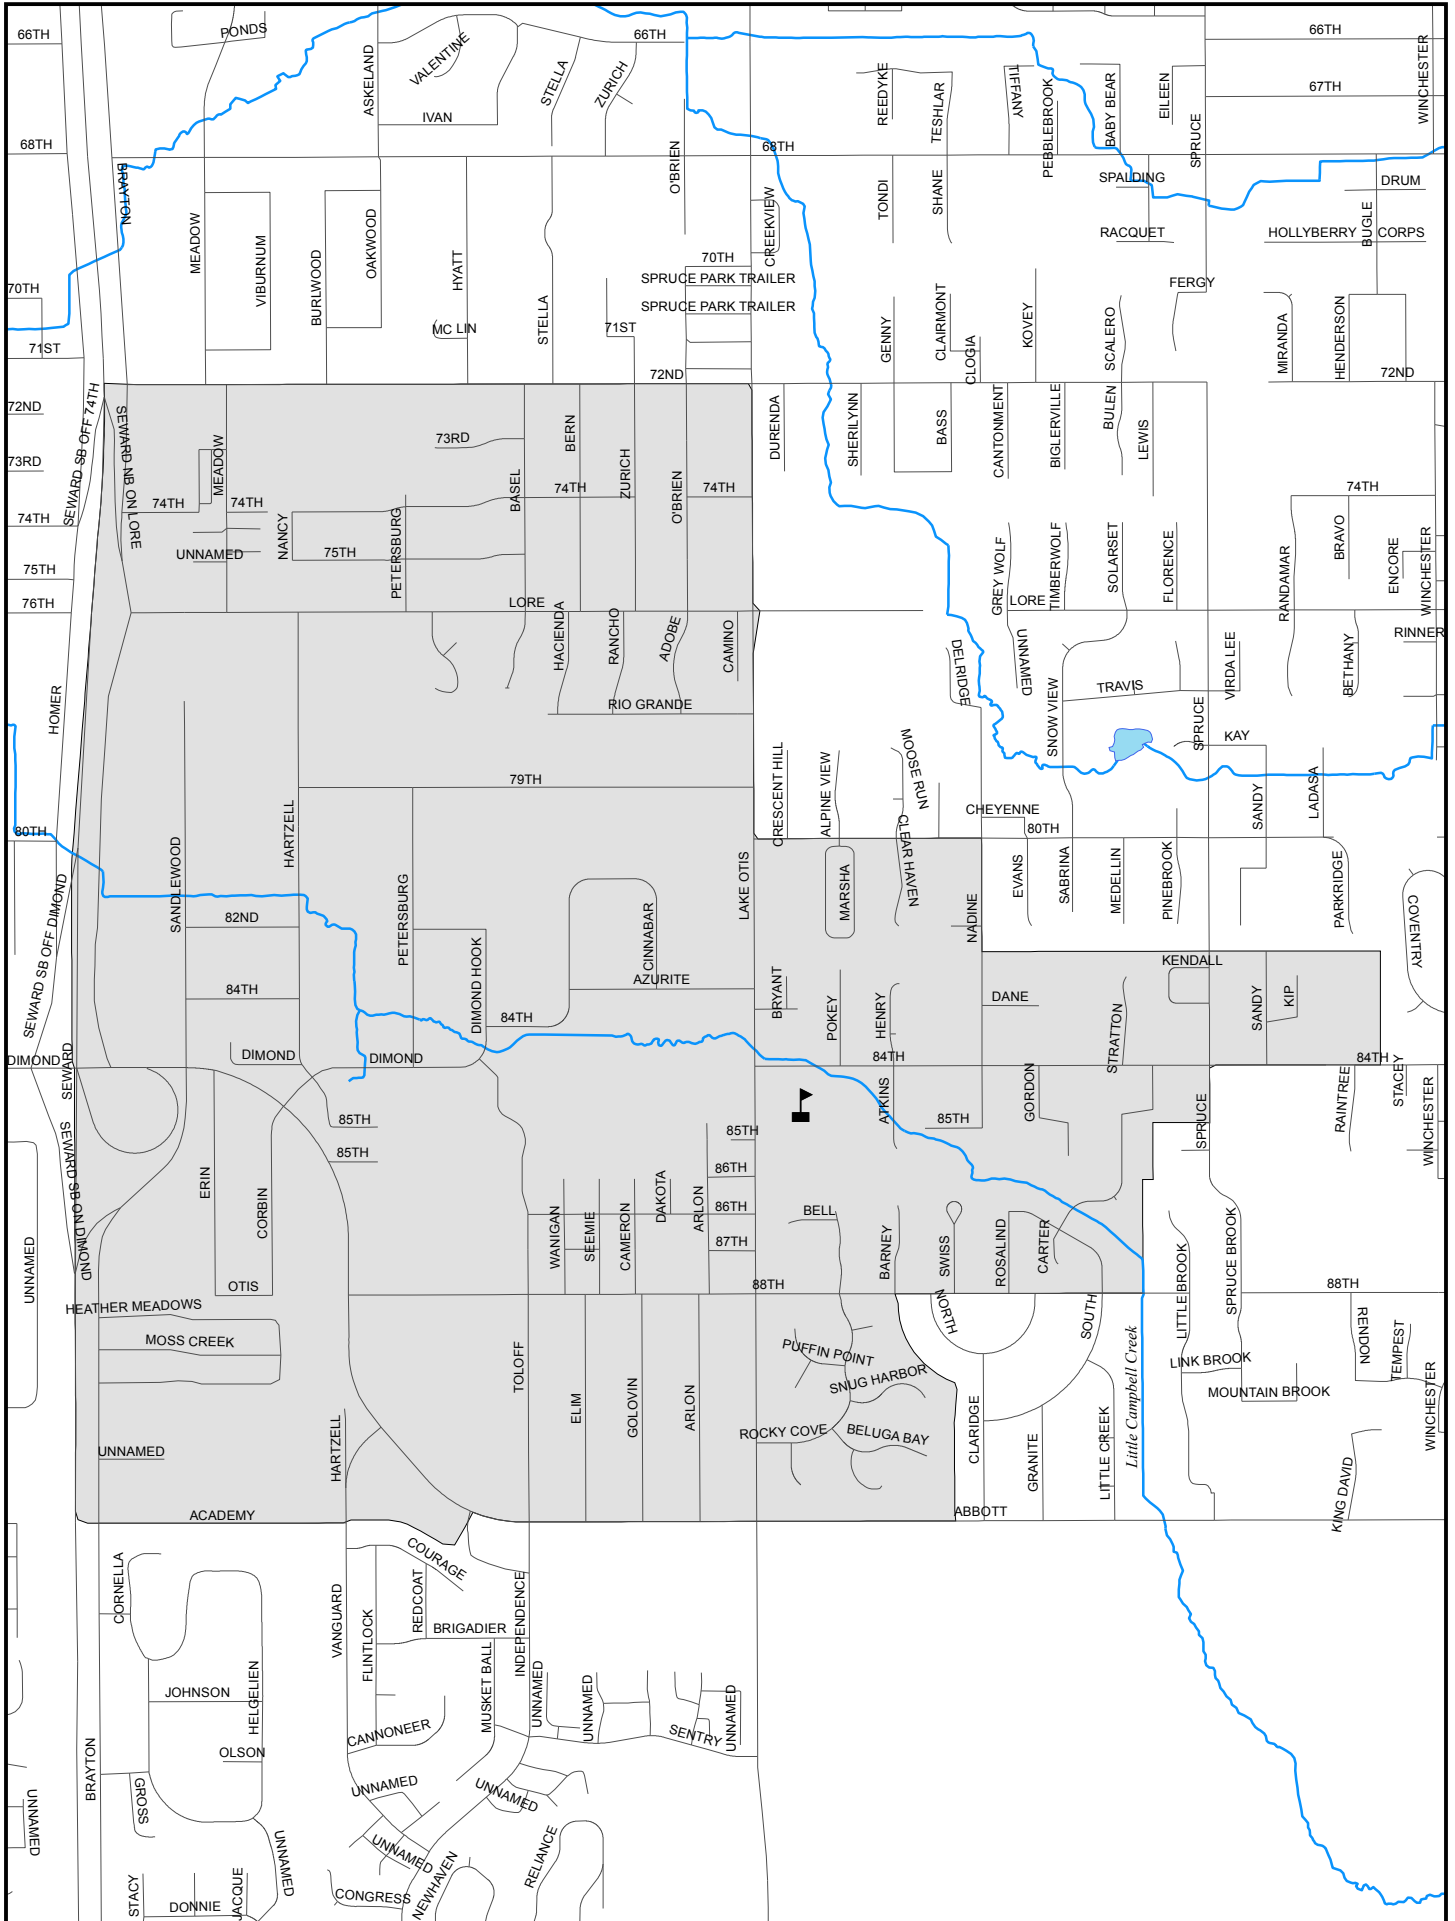 66TH
PONDS
ASKELAND
VALENTINE
66TH
STELLA
ZURICH
IVAN
REEDYKE
TESHLAR
TIFFANY
PEBBLEBROOK
BABY BEAR
EILEEN
SPRUCE
66TH
67TH
WINCHESTER
68TH
BRAYTON
68TH
O'BRIEN
MEADOW
VIBURNUM
BURLWOOD
OAKWOOD
HYATT
STELLA
MC LIN
CREEKVIEW
TONDI
SHANE
SPALDING
RACQUET
DRUM
HOLLYBERRY
BUGLE
CORPS
70TH
70TH
SPRUCE PARK TRAILER
SPRUCE PARK TRAILER
71ST
71ST
GENNY
CLAIRMONT
CLOGIA
KOVEY
SCALERO
FERGY
MIRANDA
HENDERSON
72ND
72ND
72ND
SEWARD SB OFF 74TH
SEWARD NB ON LORE
73RD
73RD
MEADOW
BERN
BASEL
ZURICH
O'BRIEN
DURENDA
SHERILYNN
BASS
CANTONMENT
BIGLERVILLE
BULEN
LEWIS
74TH
74TH
74TH
74TH
74TH
74TH
NANCY
UNNAMED
75TH
PETERSBURG
75TH
76TH
LORE
GREY WOLF
TIMBERWOLF
SOLARSET
FLORENCE
LORE
RANDAMAR
BRAVO
ENCORE
WINCHESTER
RINNER
HACIENDA
RANCHO
ADOBE
CAMINO
RIO GRANDE
HOMER
DELRIDGE
UNNAMED
SNOW VIEW
TRAVIS
VIRDA LEE
BETHANY
SPRUCE
KAY
79TH
CRESCENT HILL
ALPINE VIEW
MOOSE RUN
CLEAR HAVEN
CHEYENNE
80TH
80TH
SANDY
LADASA
SANDLEWOOD
HARTZELL
LAKE OTIS
MARSHA
NADINE
EVANS
SABRINA
MEDELLIN
PINEBROOK
PARKRIDGE
COVENTRY
SEWARD SB OFF DIMOND
82ND
PETERSBURG
DIMOND HOOK
CINNABAR
AZURITE
84TH
84TH
BRYANT
POKEY
HENRY
DANE
KENDALL
STRATTON
SANDY
KIP
84TH
84TH
DIMOND
SEWARD
DIMOND
DIMOND
SEWARD SB ON DIMOND
85TH
85TH
85TH
ATKINS
85TH
GORDON
SPRUCE
RAINTREE
STACEY
WINCHESTER
ERIN
CORBIN
86TH
86TH
87TH
88TH
WANIGAN
SEEMIE
CAMERON
DAKOTA
ARLON
BELL
BARNEY
SWISS
ROSALIND
CARTER
UNNAMED
OTIS
LITTLE BROOK
SPRUCE BROOK
88TH
HEATHER MEADOWS
MOSS CREEK
NORTH
SOUTH
PUFFIN POINT
SNUG HARBOR
ROCKY COVE
BELUGA BAY
TOLOFF
ELIM
GOLOVIN
ARLON
HARTZELL
UNNAMED
ACADEMY
CLARIDGE
GRANITE
LITTLE CREEK
Little Campbell Creek
LINK BROOK
MOUNTAIN BROOK
RENDON
TEMPEST
WINCHESTER
KING DAVID
ABBOTT
CORNELLA
COURAGE
VANGUARD
FLINTLOCK
REDCOAT
BRIGADIER
INDEPENDENCE
MUSKET BALL
UNNAMED
UNNAMED
SENTRY
UNNAMED
JOHNSON
HELGELIEN
OLSON
CANNONEER
BRAYTON
GROSS
UNNAMED
UNNAMED
UNNAMED
UNNAMED
UNNAMED
RELIANCE
NEWHAVEN
CONGRESS
STACY
DONNIE
JACQUE